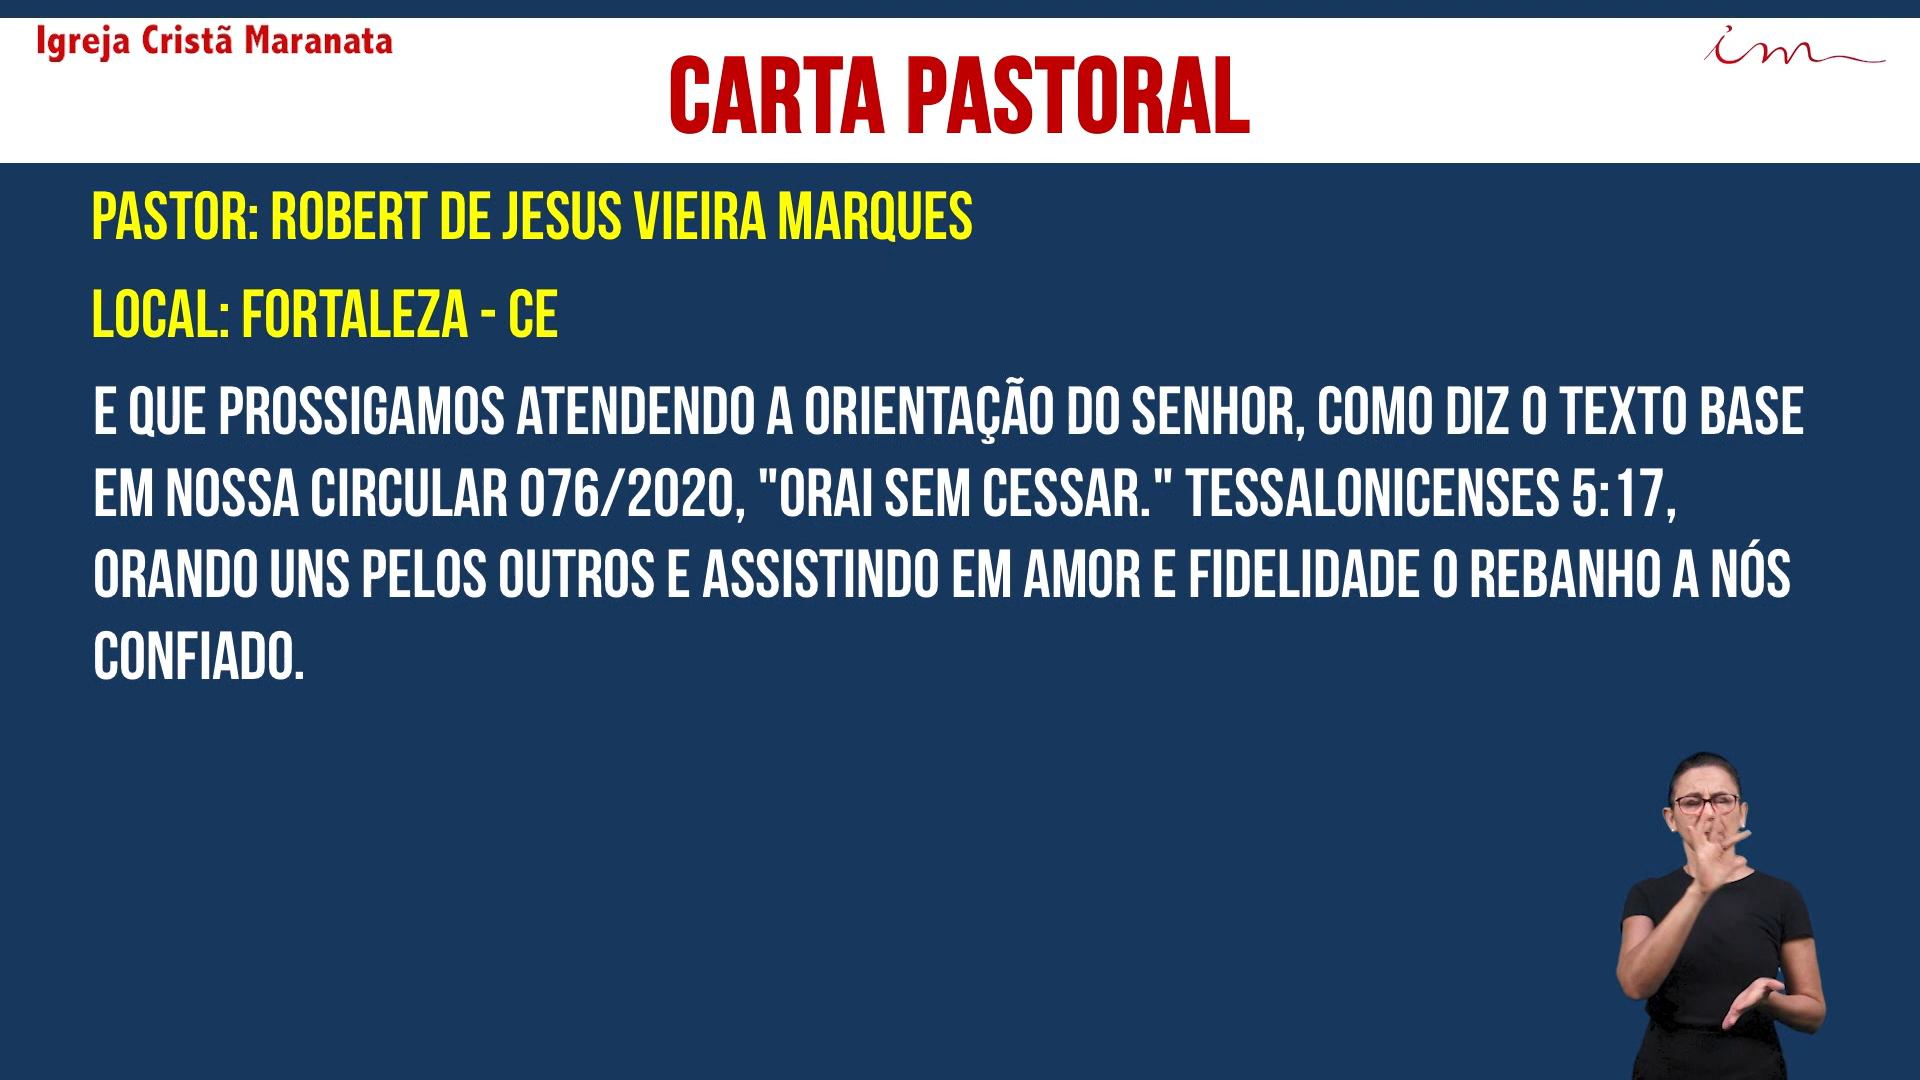 Igreja Cristã Maranata
im
CARTA PASTORAL
PASTOR: ROBERT DE JESUS VIEIRA MARQUES
LOCAL: FORTALEZA - CE
E QUE PROSSIGAMOS ATENDENDO A ORIENTAÇÃO DO SENHOR, COMO DIZ O TEXTO BASE
EM NOSSA CIRCULAR 076/2020, "ORAI SEM CESSAR." TESSALONICENSES 5:17,
ORANDO UNS PELOS OUTROS E ASSISTINDO EM AMOR E FIDELIDADE O REBANHO A NÓS
CONFIADO.